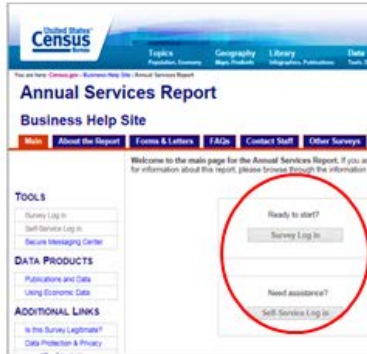 United States®
Census
Bureau
Topics
Population, Economy
Geography
Maps, Products
Library
Infographics, Publications
Data
You are here: Census.gov › Business Help Site › Annual Services Report
Annual Services Report
Business Help Site
Main
About the Report
Forms & Letters
FAQs
Contact Staff
Other Surveys
Welcome to the main page for the Annual Services Report. If you
for information about this report, please browse through the information
TOOLS
Survey Log In
Self-Service Log In
Secure Messaging Center
DATA PRODUCTS
Publications and Data
Using Economic Data
ADDITIONAL LINKS
Is this Survey Legitimate?
Data Protection & Privacy
Ready to start?
Survey Log In
Need assistance?
Self-Service Log in